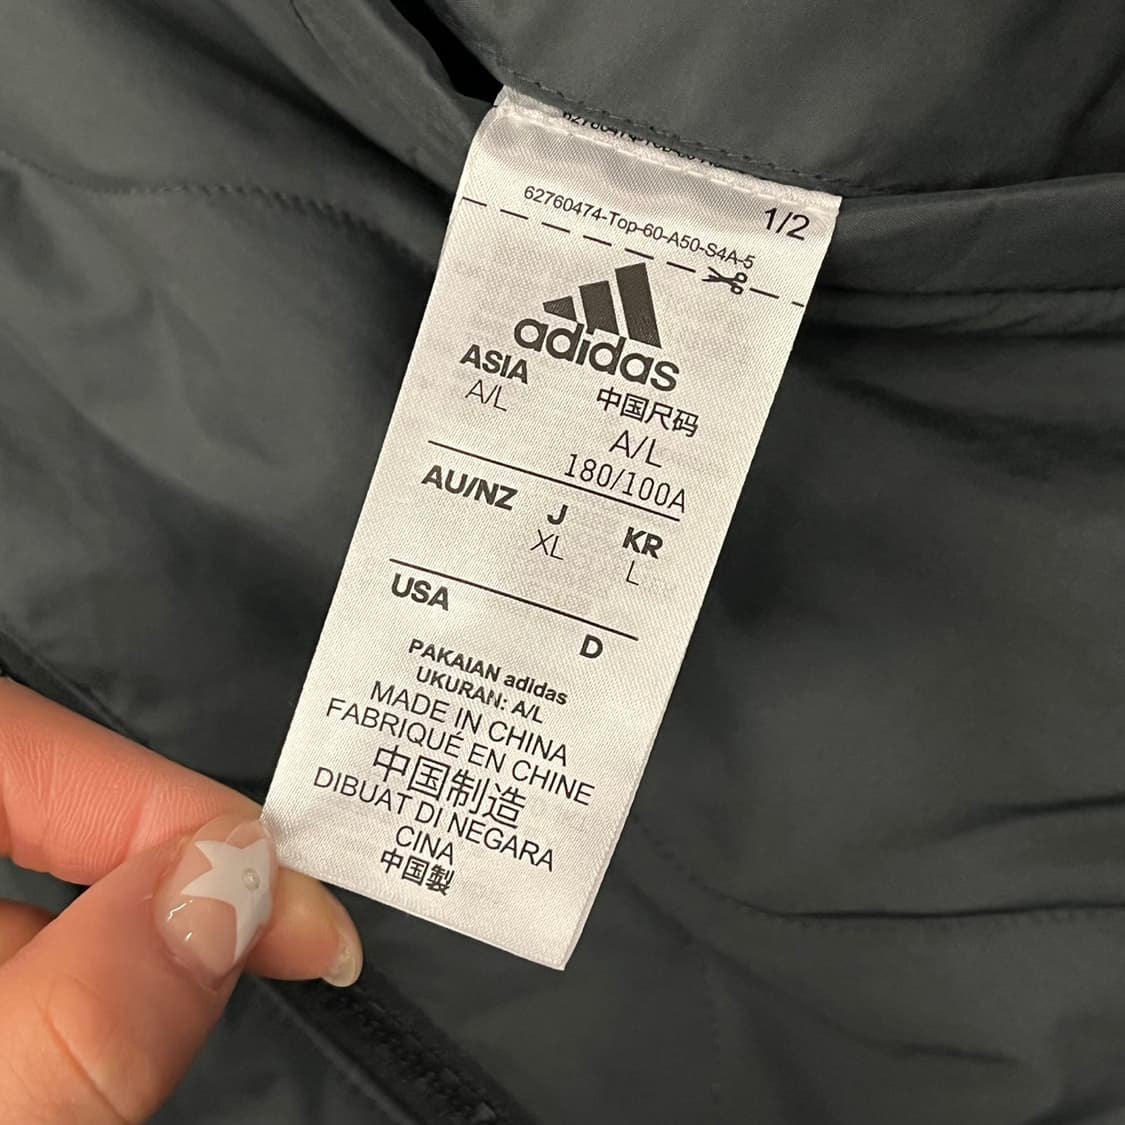 62760474-Top-60-A50-S4A-5
1/2
adidas
ASIA
A/L
中国尺码
A/L
180/100A
AU/NZ
J
XL
KR
L
USA
D
PAKAIAN adidas
UKURAN: A/L
MADE IN CHINA
FABRIQUÉ EN CHINE
中国制造
DIBUAT DI NEGARA
CINA
中国製